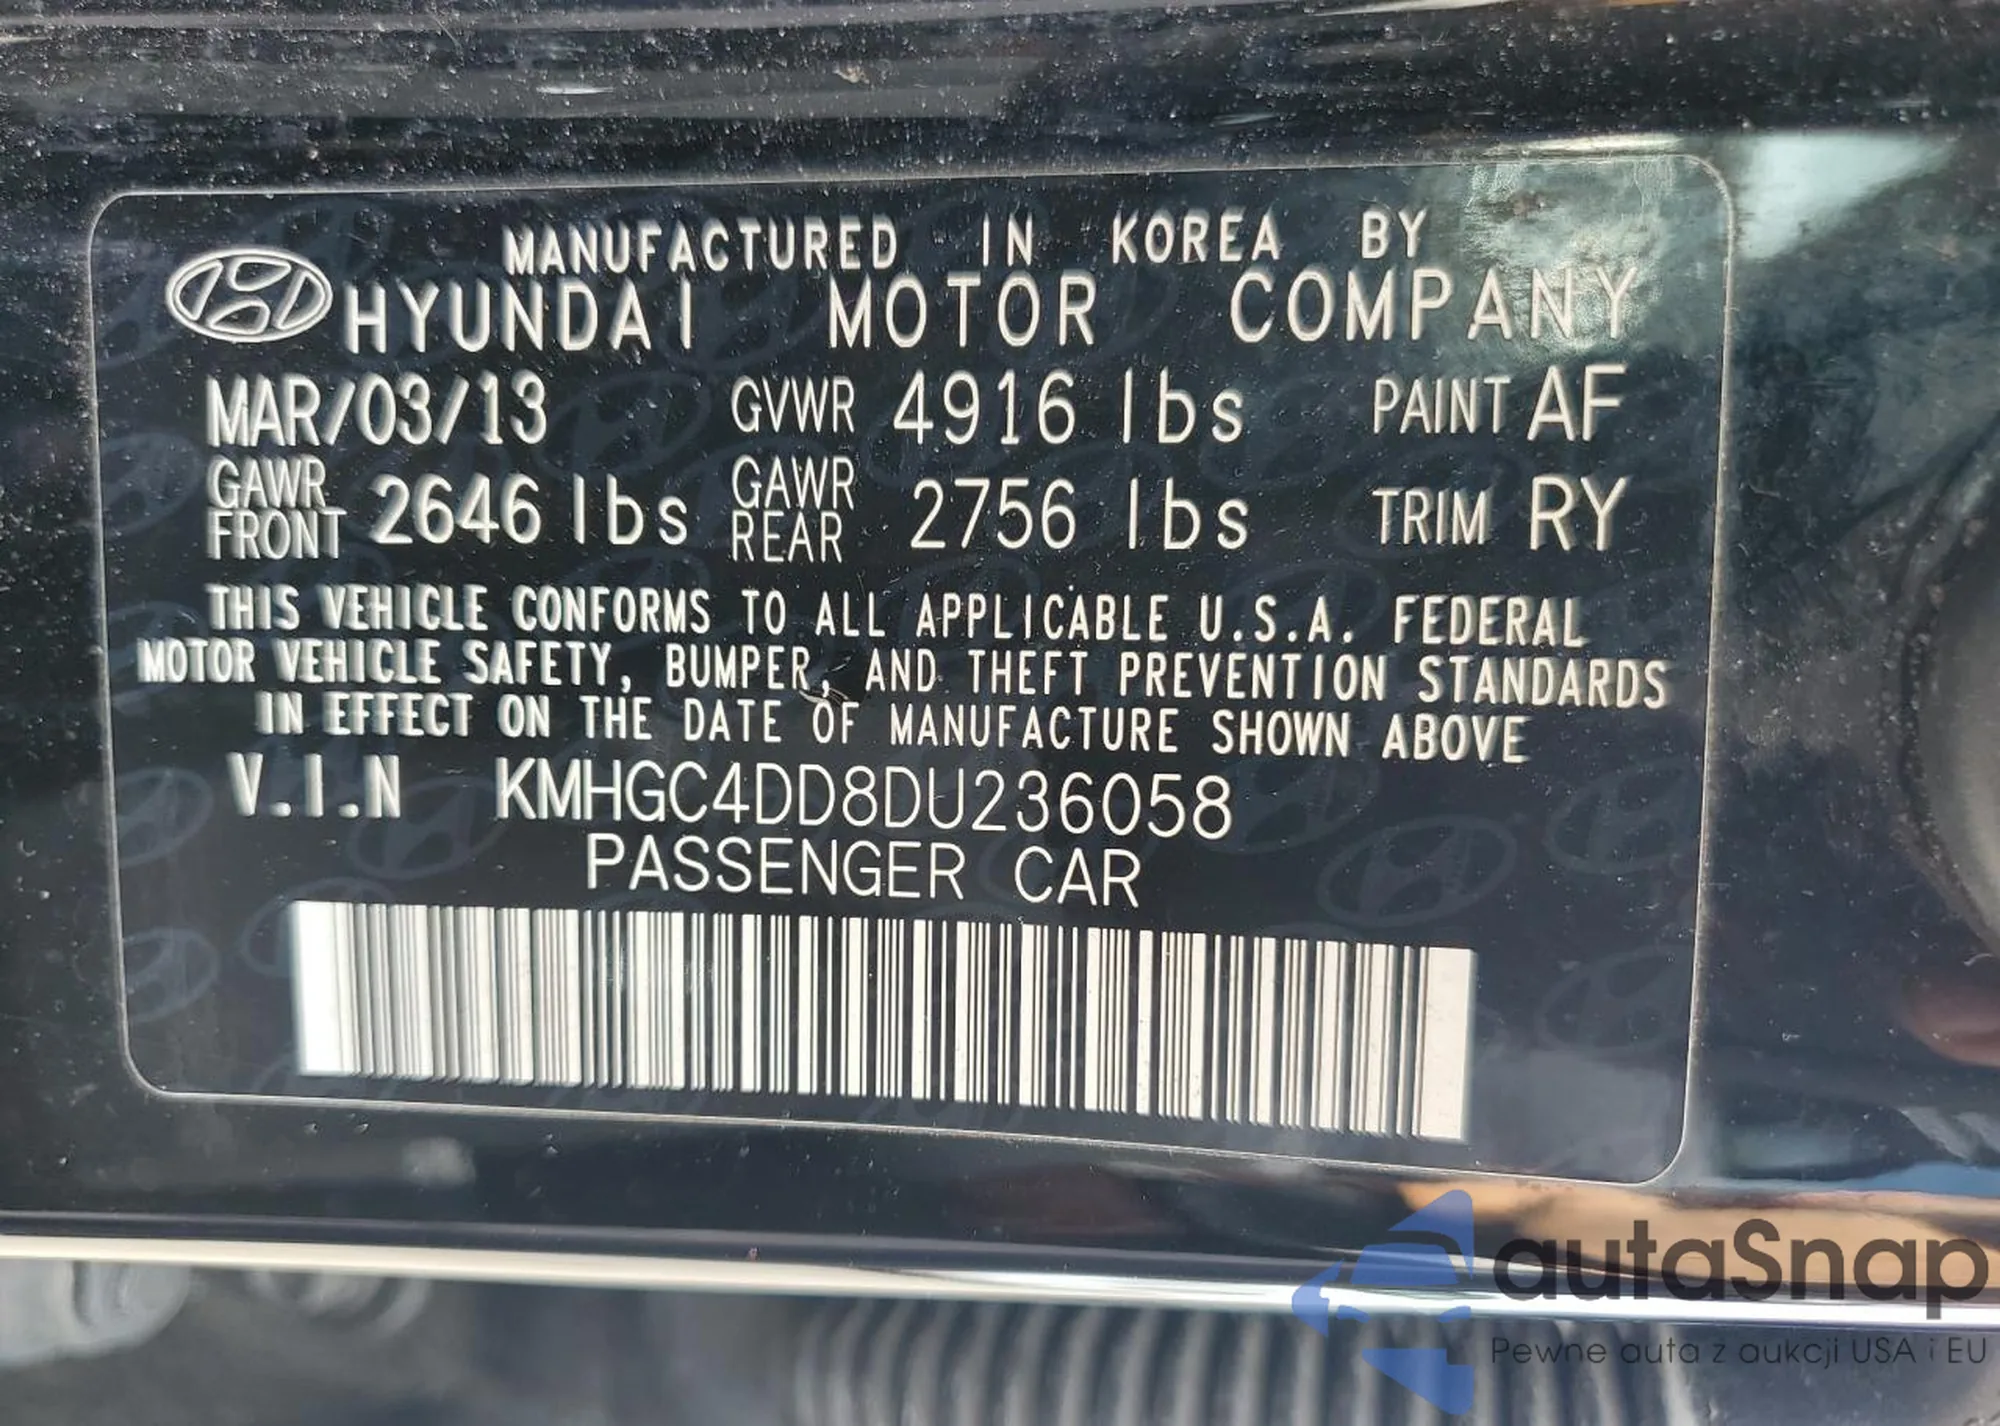 MANUFACTURED IN KOREA BY
HYUNDAI MOTOR COMPANY
MAR/03/13 GVWR 4916 lbs PAINT AF
GAWR FRONT 2646 lbs GAWR REAR 2756 lbs TRIM RY
THIS VEHICLE CONFORMS TO ALL APPLICABLE U.S.A. FEDERAL
MOTOR VEHICLE SAFETY, BUMPER, AND THEFT PREVENTION STANDARDS
IN EFFECT ON THE DATE OF MANUFACTURE SHOWN ABOVE
V.I.N KMHGC4DD8DU236058
PASSENGER CAR
autaSnap
Pewne auta z aukcji USA i EU